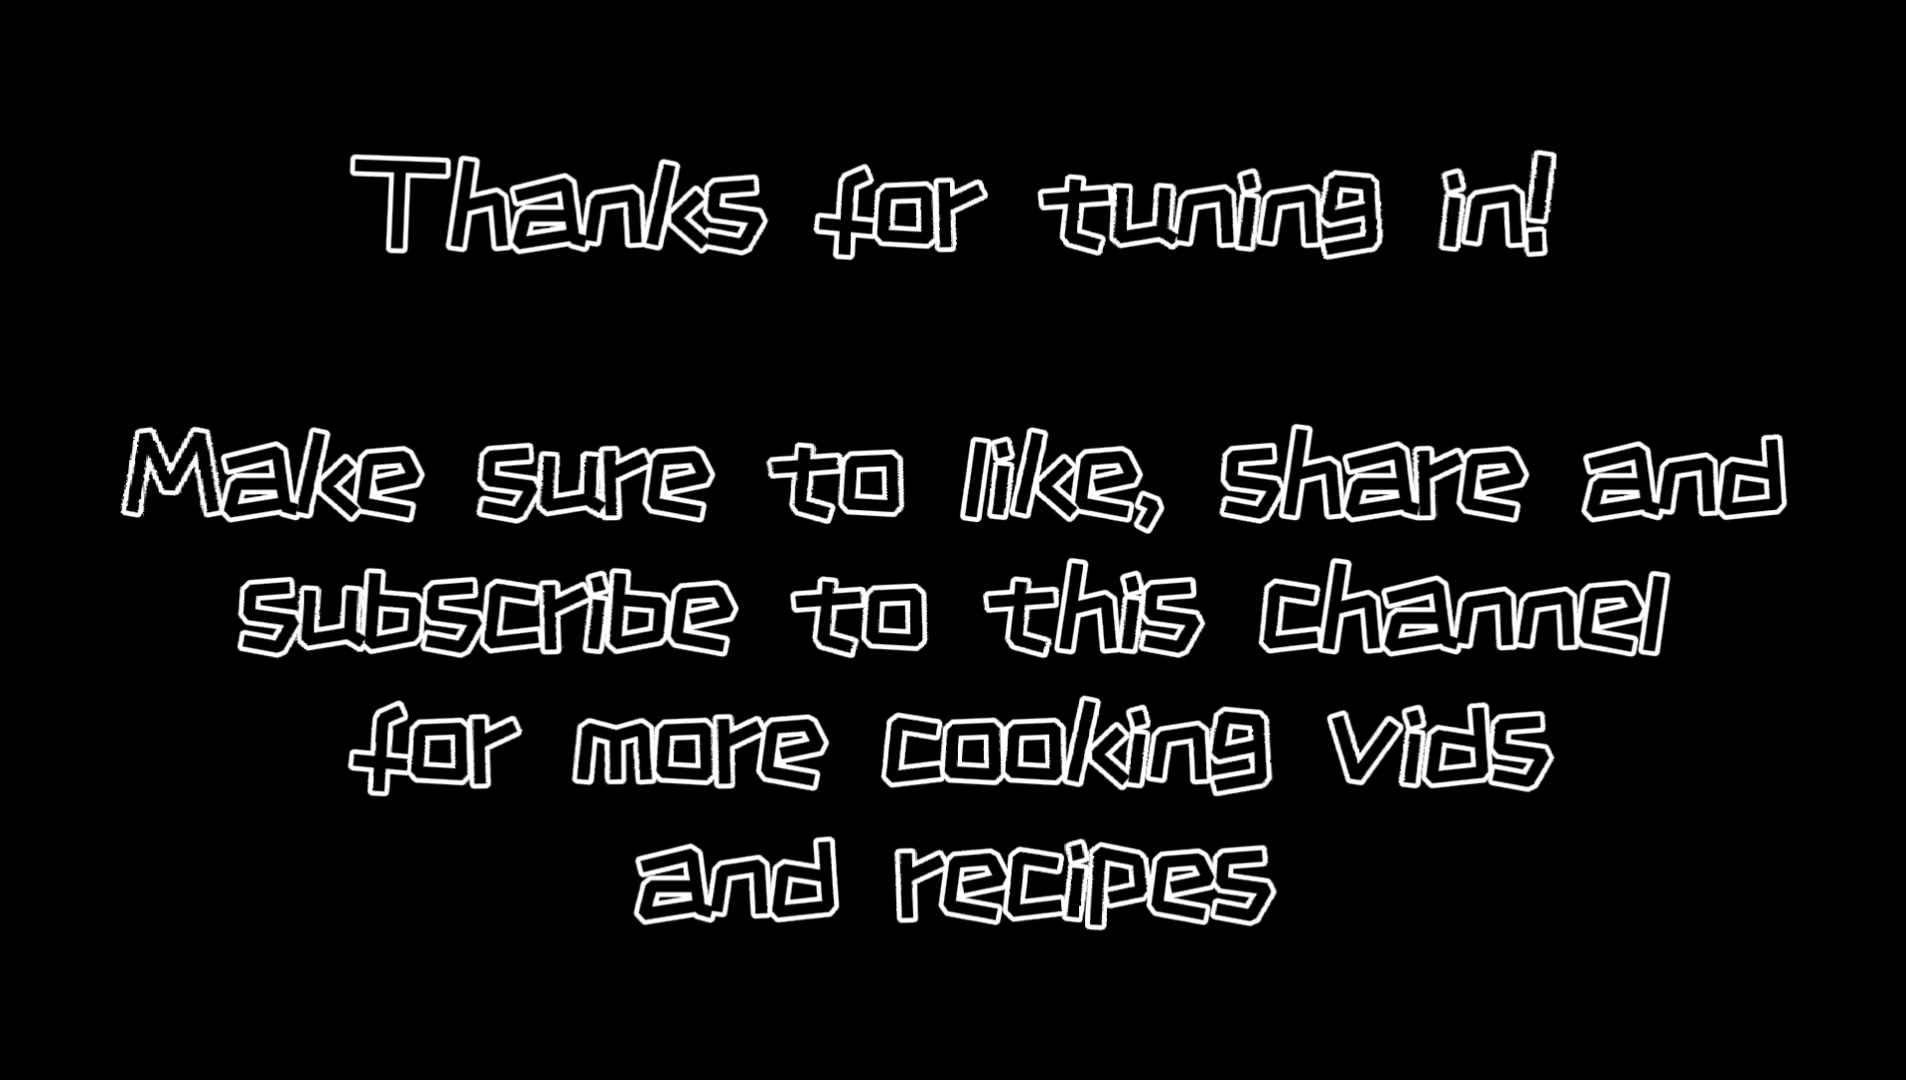 Thanks for tuning in!
Make sure to like, share and
subscribe to this channel
for more cooking vids
and recipes